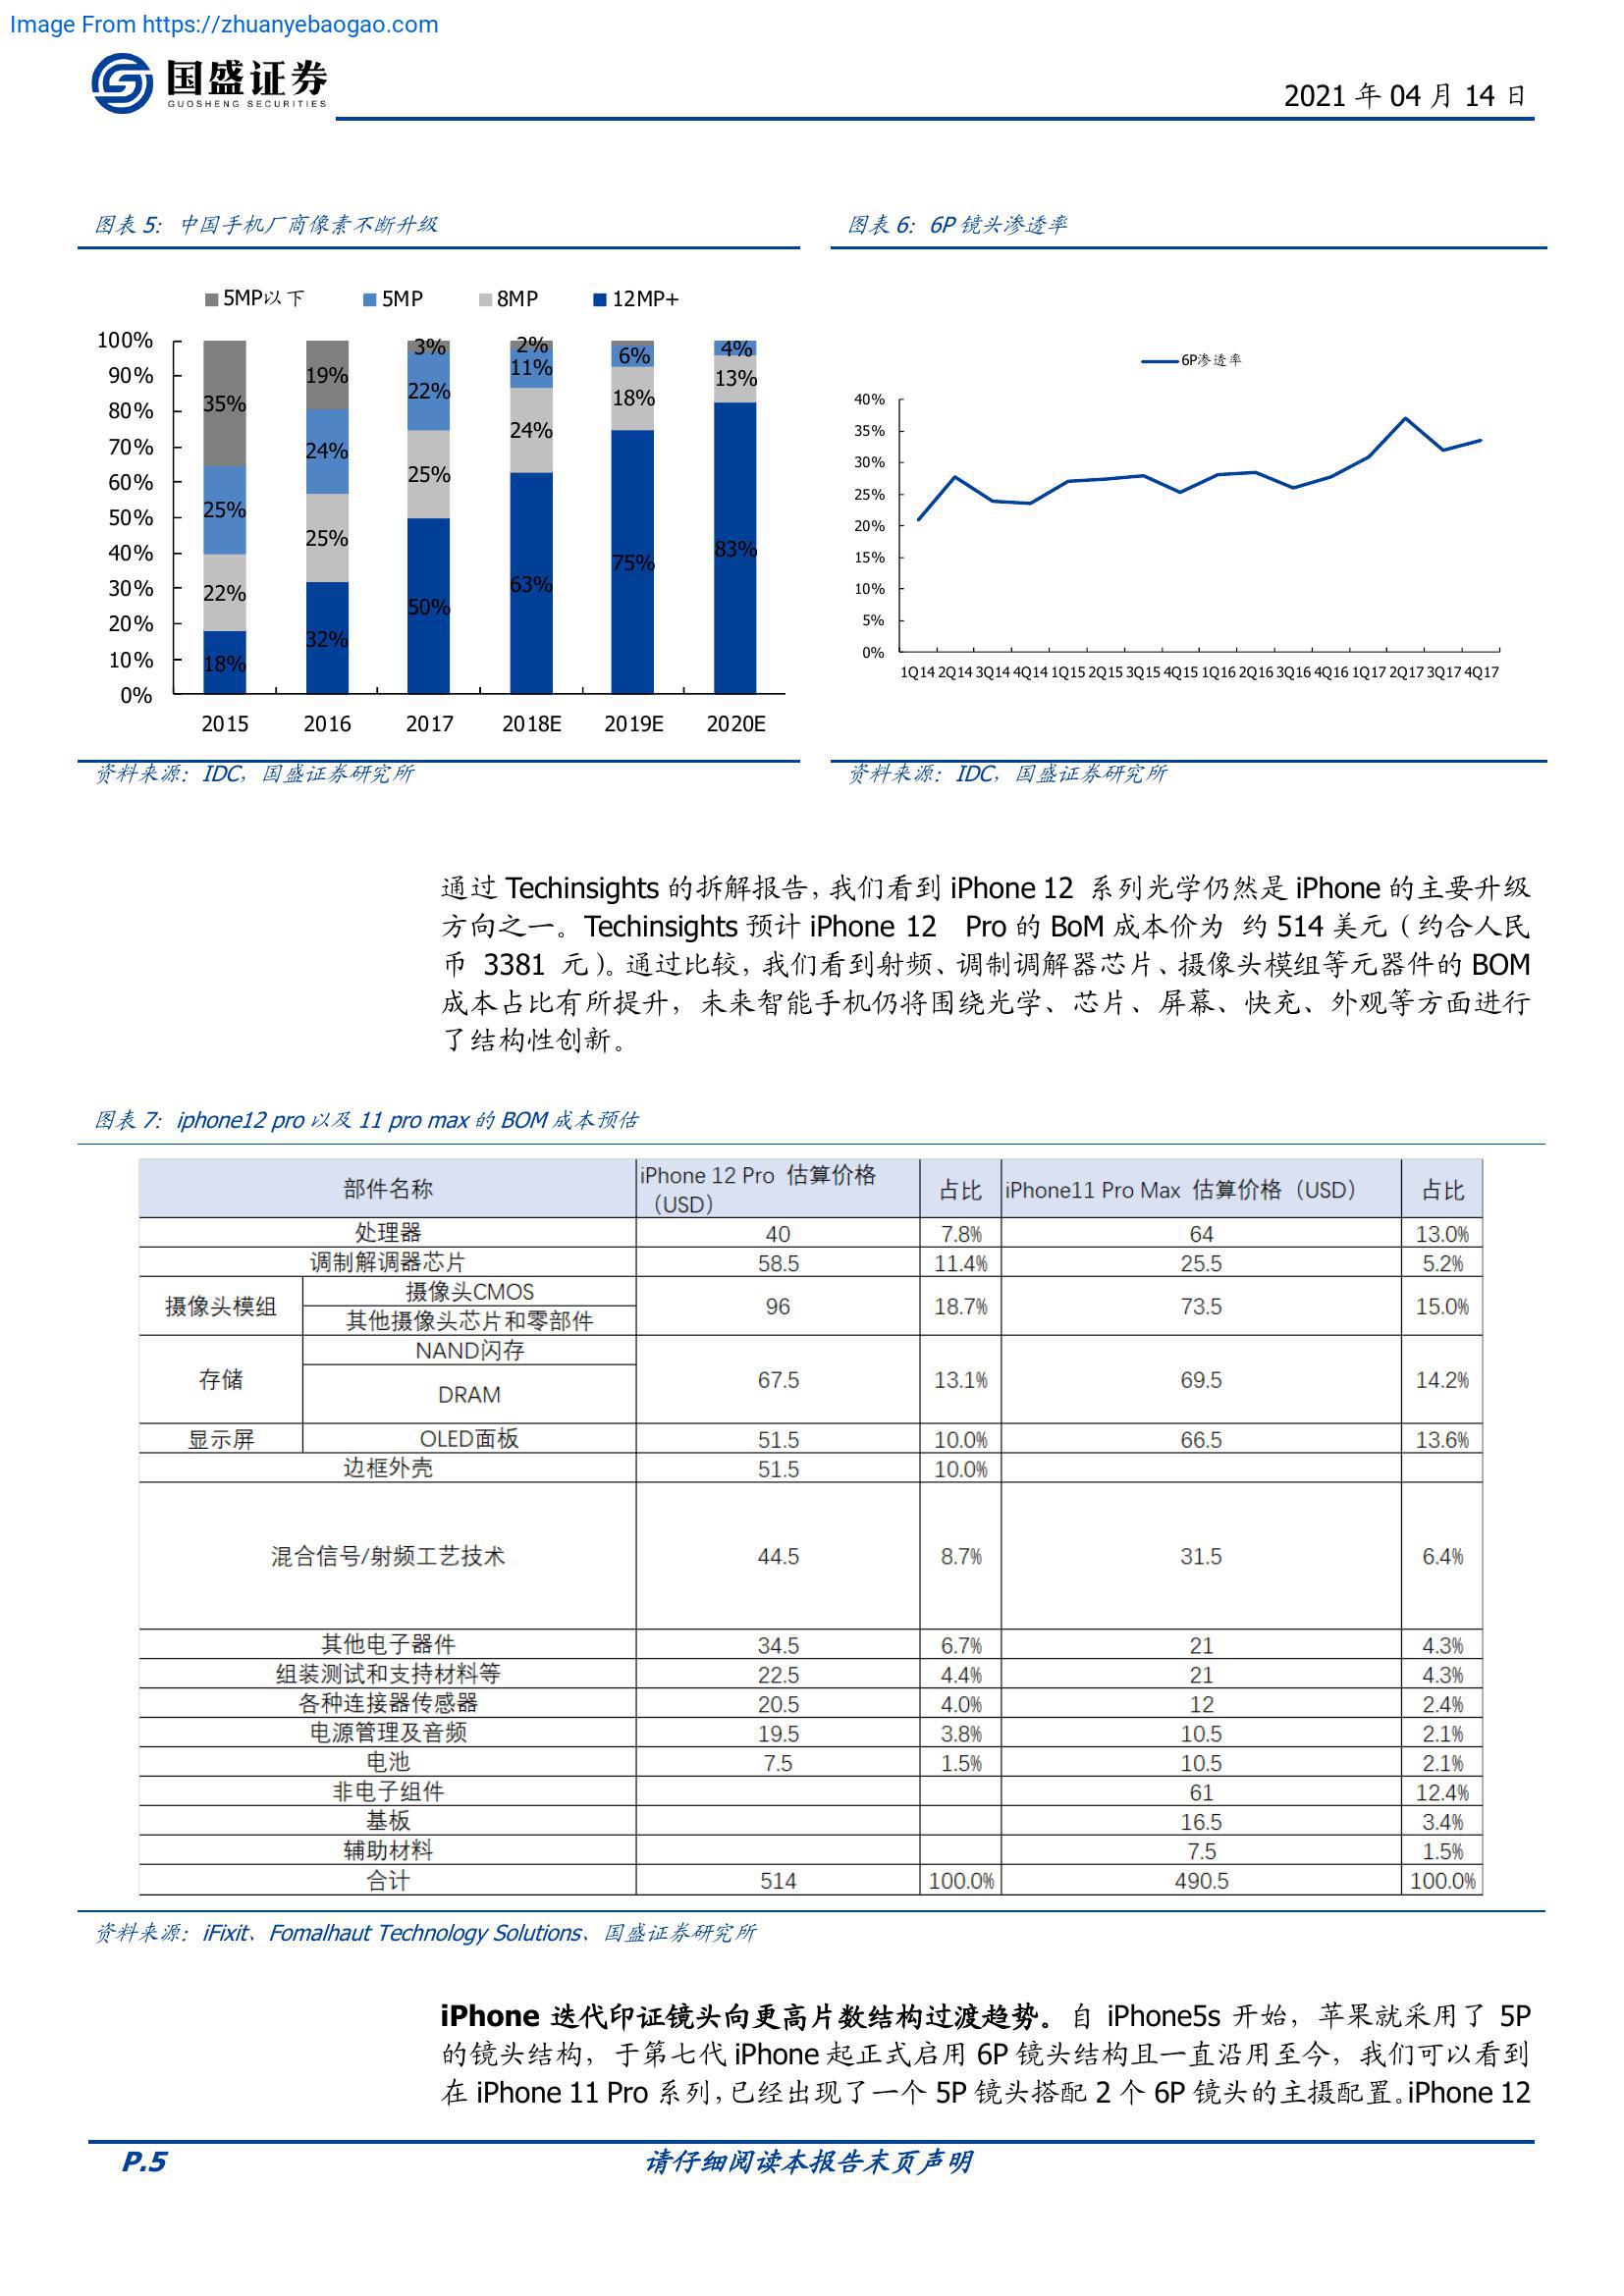 Image From https://zhuanyebaogao.com
国盛证券
GUOSHENG SECURITIES
2021 年 04 月 14 日
图表 5: 中国手机厂商像素不断升级
5MP以下 5MP 8MP 12MP+
100%
90%
80%
70%
60%
50%
40%
30%
20%
10%
0%
35% 25% 22% 18%
19% 24% 25% 32%
3% 22% 25% 50%
2% 11% 24% 63%
6% 18% 75%
4% 13% 83%
2015 2016 2017 2018E 2019E 2020E
资料来源：IDC，国盛证券研究所
图表 6: 6P 镜头渗透率
6P渗透率
40%
35%
30%
25%
20%
15%
10%
5%
0%
1Q14 2Q14 3Q14 4Q14 1Q15 2Q15 3Q15 4Q15 1Q16 2Q16 3Q16 4Q16 1Q17 2Q17 3Q17 4Q17
资料来源：IDC，国盛证券研究所
通过 Techinsights 的拆解报告，我们看到 iPhone 12 系列光学仍然是 iPhone 的主要升级
方向之一。Techinsights 预计 iPhone 12 Pro 的 BoM 成本价为 约 514 美元（约合人民
币 3381 元）。通过比较，我们看到射频、调制调解器芯片、摄像头模组等元器件的 BOM
成本占比有所提升，未来智能手机仍将围绕光学、芯片、屏幕、快充、外观等方面进行
了结构性创新。
图表 7: iphone12 pro 以及 11 pro max 的 BOM 成本预估
部件名称 iPhone 12 Pro 估算价格（USD） 占比 iPhone11 Pro Max 估算价格（USD） 占比
处理器 40 7.8% 64 13.0%
调制解调器芯片 58.5 11.4% 25.5 5.2%
摄像头模组 摄像头CMOS 其他摄像头芯片和零部件 96 18.7% 73.5 15.0%
存储 NAND闪存 DRAM 67.5 13.1% 69.5 14.2%
显示屏 OLED面板 51.5 10.0% 66.5 13.6%
边框外壳 51.5 10.0%
混合信号/射频工艺技术 44.5 8.7% 31.5 6.4%
其他电子器件 34.5 6.7% 21 4.3%
组装测试和支持材料等 22.5 4.4% 21 4.3%
各种连接器传感器 20.5 4.0% 12 2.4%
电源管理及音频 19.5 3.8% 10.5 2.1%
电池 7.5 1.5% 10.5 2.1%
非电子组件 61 12.4%
基板 16.5 3.4%
辅助材料 7.5 1.5%
合计 514 100.0% 490.5 100.0%
资料来源：iFixit、Fomalhaut Technology Solutions、国盛证券研究所
iPhone 迭代印证镜头向更高片数结构过渡趋势。自 iPhone5s 开始，苹果就采用了 5P
的镜头结构，于第七代 iPhone 起正式启用 6P 镜头结构且一直沿用至今，我们可以看到
在 iPhone 11 Pro 系列，已经出现了一个 5P 镜头搭配 2 个 6P 镜头的主摄配置。iPhone 12
P.5
请仔细阅读本报告末页声明